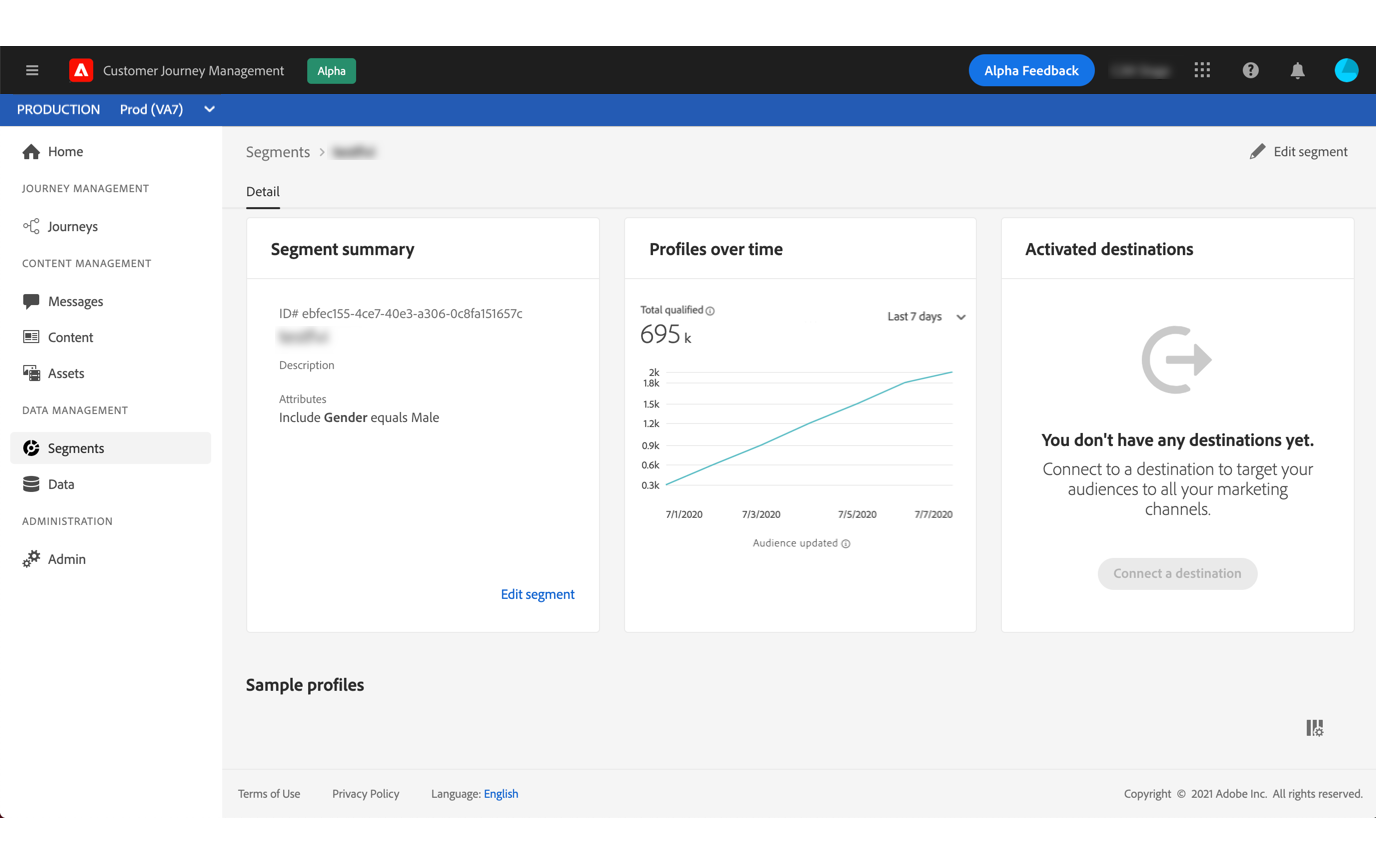 Customer Journey Management
Alpha
Alpha Feedback
PRODUCTION Prod (VA7)
Home
JOURNEY MANAGEMENT
Journeys
CONTENT MANAGEMENT
Messages
Content
Assets
DATA MANAGEMENT
Segments
Data
ADMINISTRATION
Admin
Segments >
Edit segment
Detail
Segment summary
ID# ebfec155-4ce7-40e3-a306-0c8fa151657c
Description
Attributes
Include Gender equals Male
Edit segment
Profiles over time
Total qualified
695 k
Last 7 days
2k
1.8k
1.5k
1.2k
0.9k
0.6k
0.3k
7/1/2020 7/3/2020 7/5/2020 7/7/2020
Audience updated
Activated destinations
You don't have any destinations yet.
Connect to a destination to target your
audiences to all your marketing
channels.
Connect a destination
Sample profiles
Terms of Use Privacy Policy Language: English
Copyright © 2021 Adobe Inc. All rights reserved.